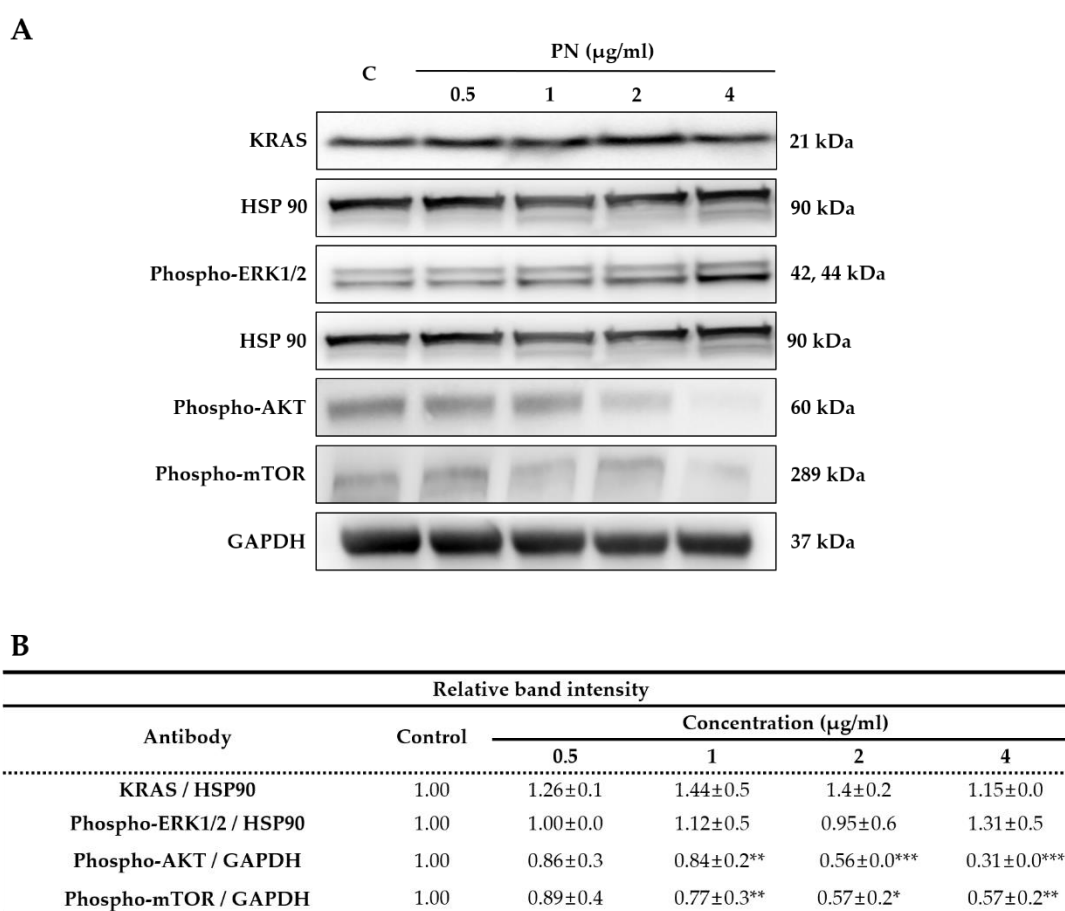 A
PN (μg/ml)
C
0.5 1 2 4
KRAS 21 kDa
HSP 90 90 kDa
Phospho-ERK1/2 42, 44 kDa
HSP 90 90 kDa
Phospho-AKT 60 kDa
Phospho-mTOR 289 kDa
GAPDH 37 kDa
B
Relative band intensity
Antibody Control Concentration (μg/ml)
0.5 1 2 4
KRAS / HSP90 1.00 1.26±0.1 1.44±0.5 1.4±0.2 1.15±0.0
Phospho-ERK1/2 / HSP90 1.00 1.00±0.0 1.12±0.5 0.95±0.6 1.31±0.5
Phospho-AKT / GAPDH 1.00 0.86±0.3 0.84±0.2** 0.56±0.0*** 0.31±0.0***
Phospho-mTOR / GAPDH 1.00 0.89±0.4 0.77±0.3** 0.57±0.2* 0.57±0.2**